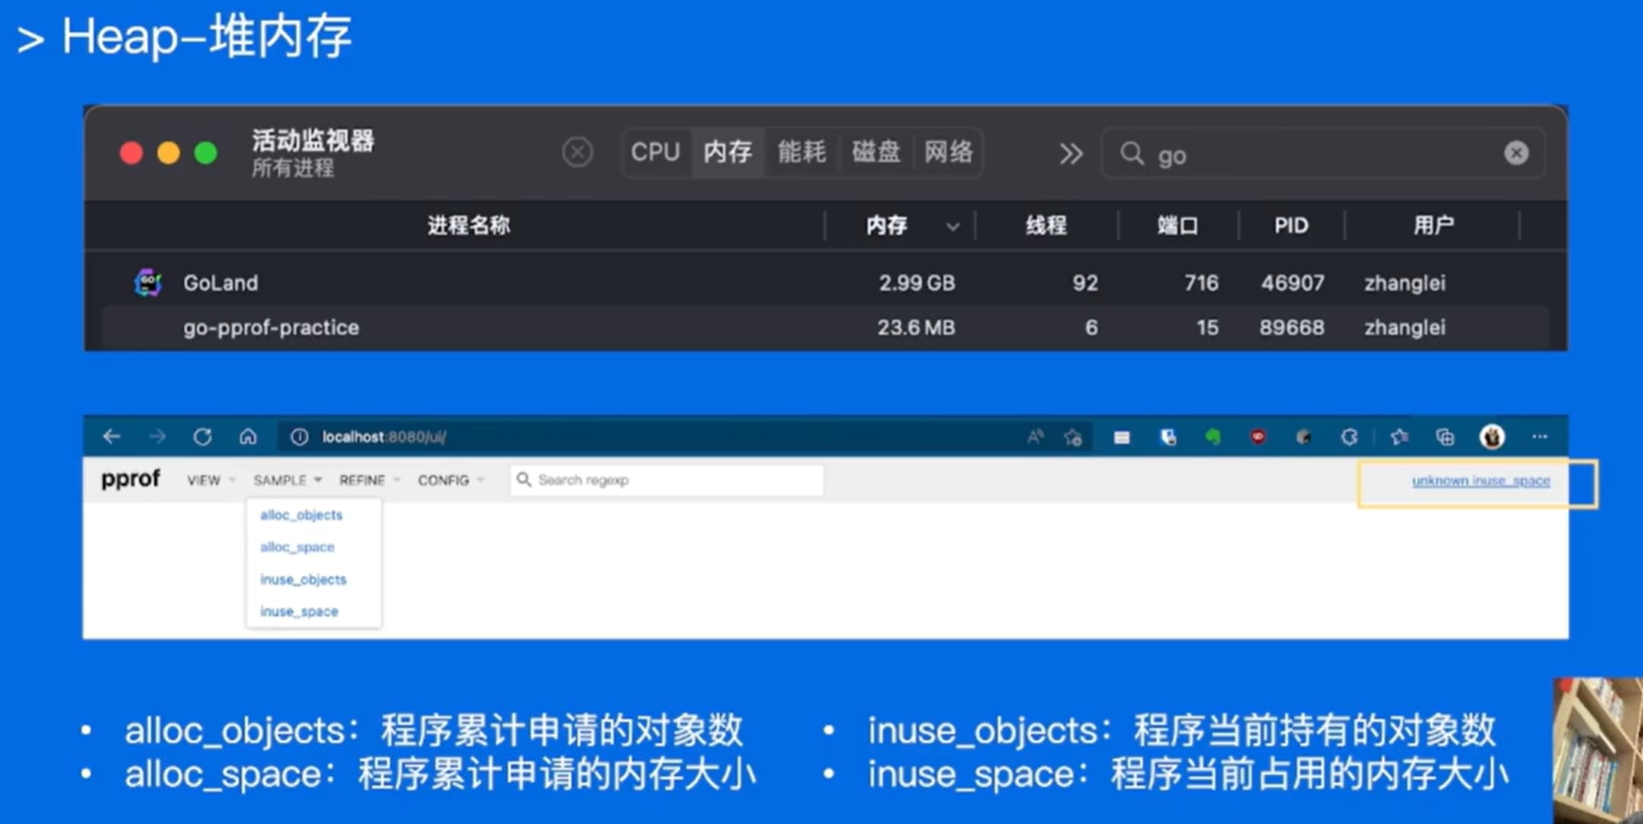 > Heap-堆内存
活动监视器
所有进程
CPU 内存 能耗 磁盘 网络
go
进程名称 内存 线程 端口 PID 用户
GoLand 2.99 GB 92 716 46907 zhanglei
go-pprof-practice 23.6 MB 6 15 89668 zhanglei
localhost:8080/ui/
pprof VIEW SAMPLE REFINE CONFIG Search regexp unknown inuse_space
alloc_objects
alloc_space
inuse_objects
inuse_space
• alloc_objects：程序累计申请的对象数
• alloc_space：程序累计申请的内存大小
• inuse_objects：程序当前持有的对象数
• inuse_space：程序当前占用的内存大小